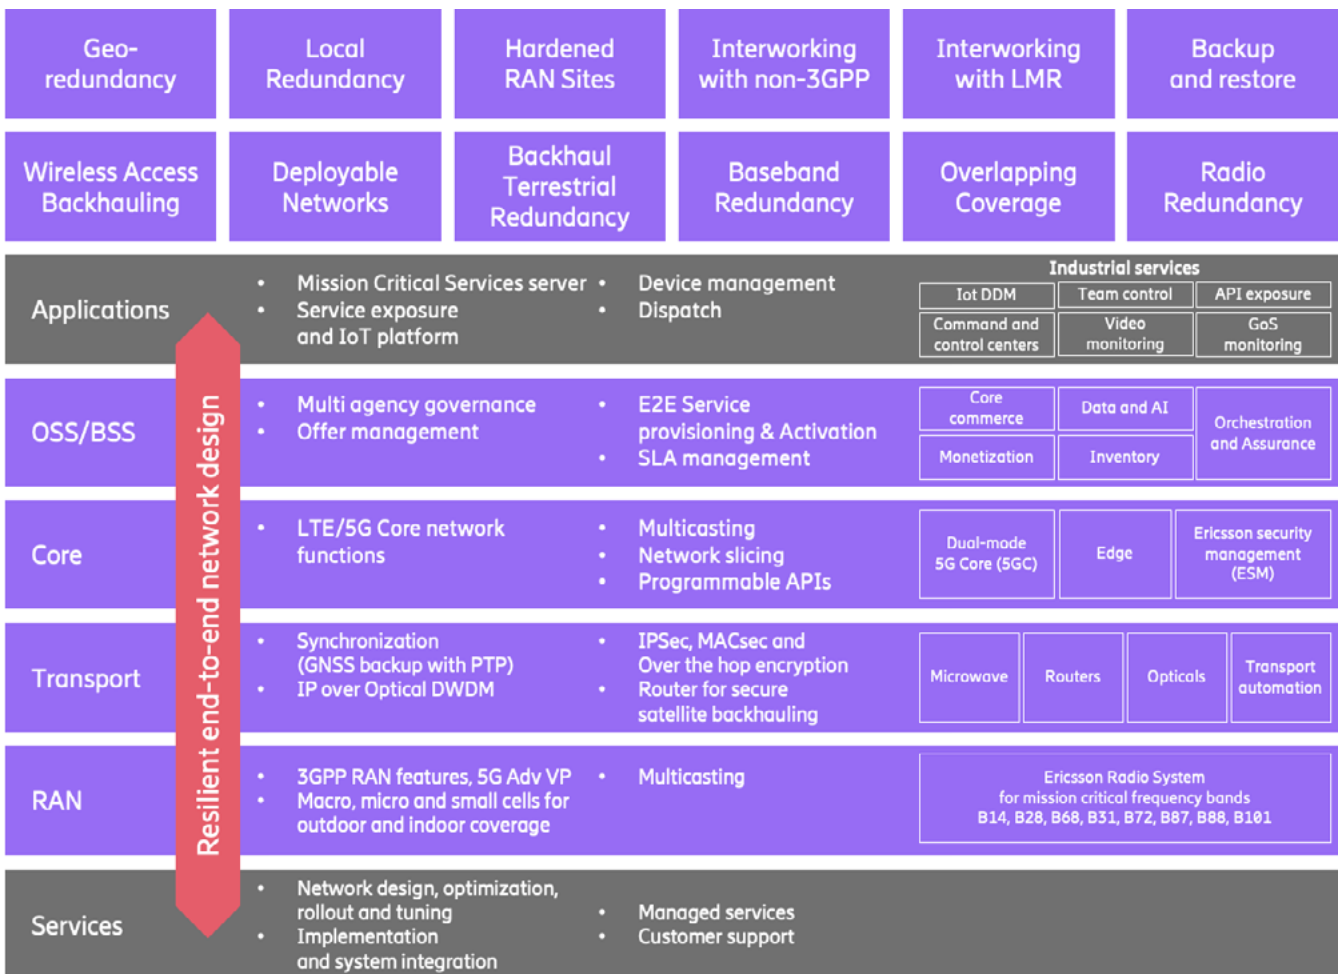 Geo-
redundancy
Local
Redundancy
Hardened
RAN Sites
Interworking
with non-3GPP
Interworking
with LMR
Backup
and restore
Wireless Access
Backhauling
Deployable
Networks
Backhaul
Terrestrial
Redundancy
Baseband
Redundancy
Overlapping
Coverage
Radio
Redundancy
Resilient end-to-end network design
Applications
• Mission Critical Services server
• Service exposure
and IoT platform
• Device management
• Dispatch
Industrial services
Iot DDM
Team control
API exposure
Command and
control centers
Video
monitoring
GoS
monitoring
OSS/BSS
• Multi agency governance
• Offer management
• E2E Service
provisioning & Activation
• SLA management
Core
commerce
Data and AI
Orchestration
and Assurance
Monetization
Inventory
Core
• LTE/5G Core network
functions
• Multicasting
• Network slicing
• Programmable APIs
Dual-mode
5G Core (5GC)
Edge
Ericsson security
management
(ESM)
Transport
• Synchronization
(GNSS backup with PTP)
• IP over Optical DWDM
• IPSec, MACsec and
Over the hop encryption
• Router for secure
satellite backhauling
Microwave
Routers
Opticals
Transport
automation
RAN
• 3GPP RAN features, 5G Adv VP
• Macro, micro and small cells for
outdoor and indoor coverage
• Multicasting
Ericsson Radio System
for mission critical frequency bands
B14, B28, B68, B31, B72, B87, B88, B101
Services
• Network design, optimization,
rollout and tuning
• Implementation
and system integration
• Managed services
• Customer support